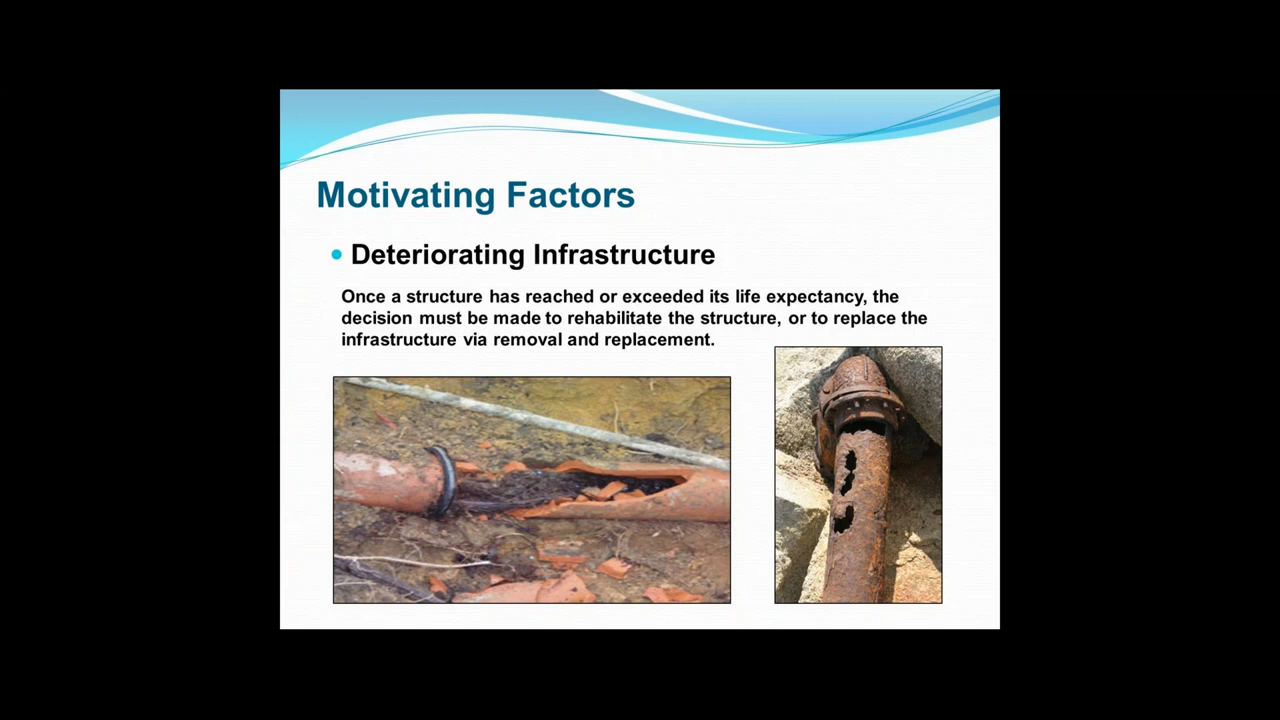 Motivating Factors
Deteriorating Infrastructure
Once a structure has reached or exceeded its life expectancy, the
decision must be made to rehabilitate the structure, or to replace the
infrastructure via removal and replacement.